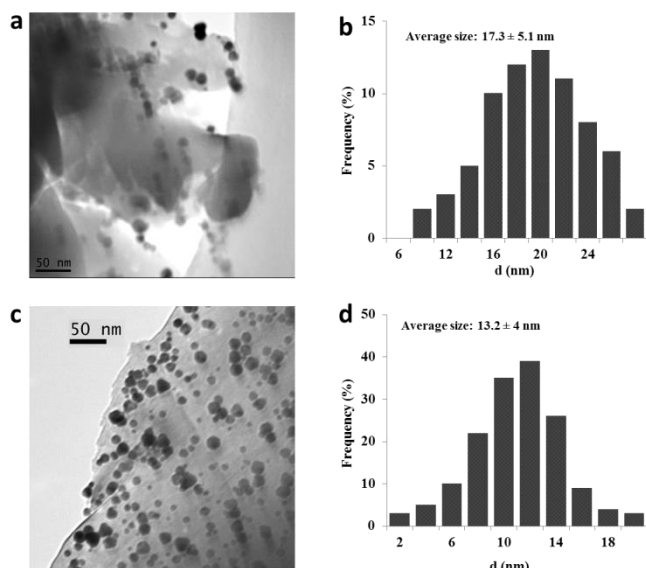 a
50 nm
b
Average size: 17.3 ± 5.1 nm
Frequency (%)
15
10
5
0
6 12 16 20 24
d (nm)
c
50 nm
d
Average size: 13.2 ± 4 nm
Frequency (%)
50
40
30
20
10
0
2 6 10 14 18
d (nm)